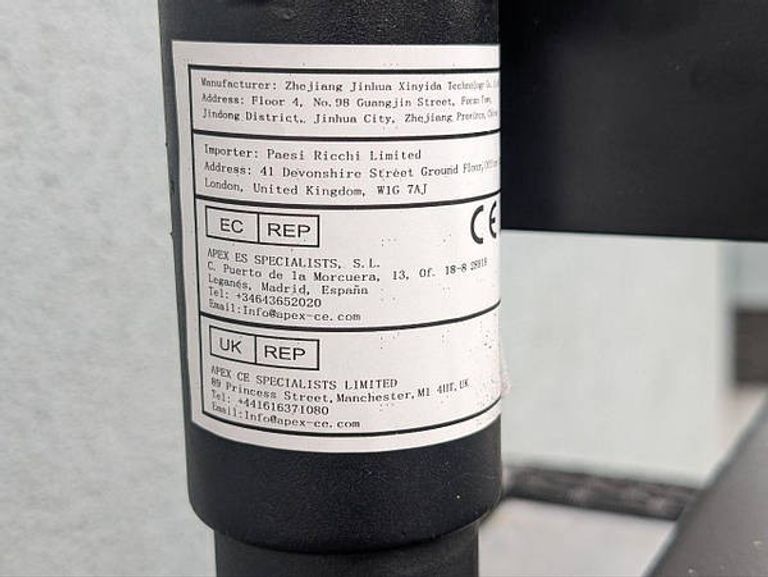 Manufacturer: Zhejiang Jinhua Xinyida Technology Co.
Address: Floor 4, No.98 Guangjin Street,
Jindong District, Jinhua City, Zhejiang Province, China
Importer: Paesi Ricchi Limited
Address: 41 Devonshire Street Ground Floor,
London, United Kingdom, W1G 7AJ
EC REP CE
APEX ES SPECIALISTS, S.L.
C. Puerto de la Morcuera, 13, Of. 18-8 28918
Leganés, Madrid, España
Tel: +34643652020
Email:Info@apex-ce.com
UK REP
APEX CE SPECIALISTS LIMITED
89 Princess Street, Manchester, M1 4HT, UK
Tel: +441616371080
Email:Info@apex-ce.com